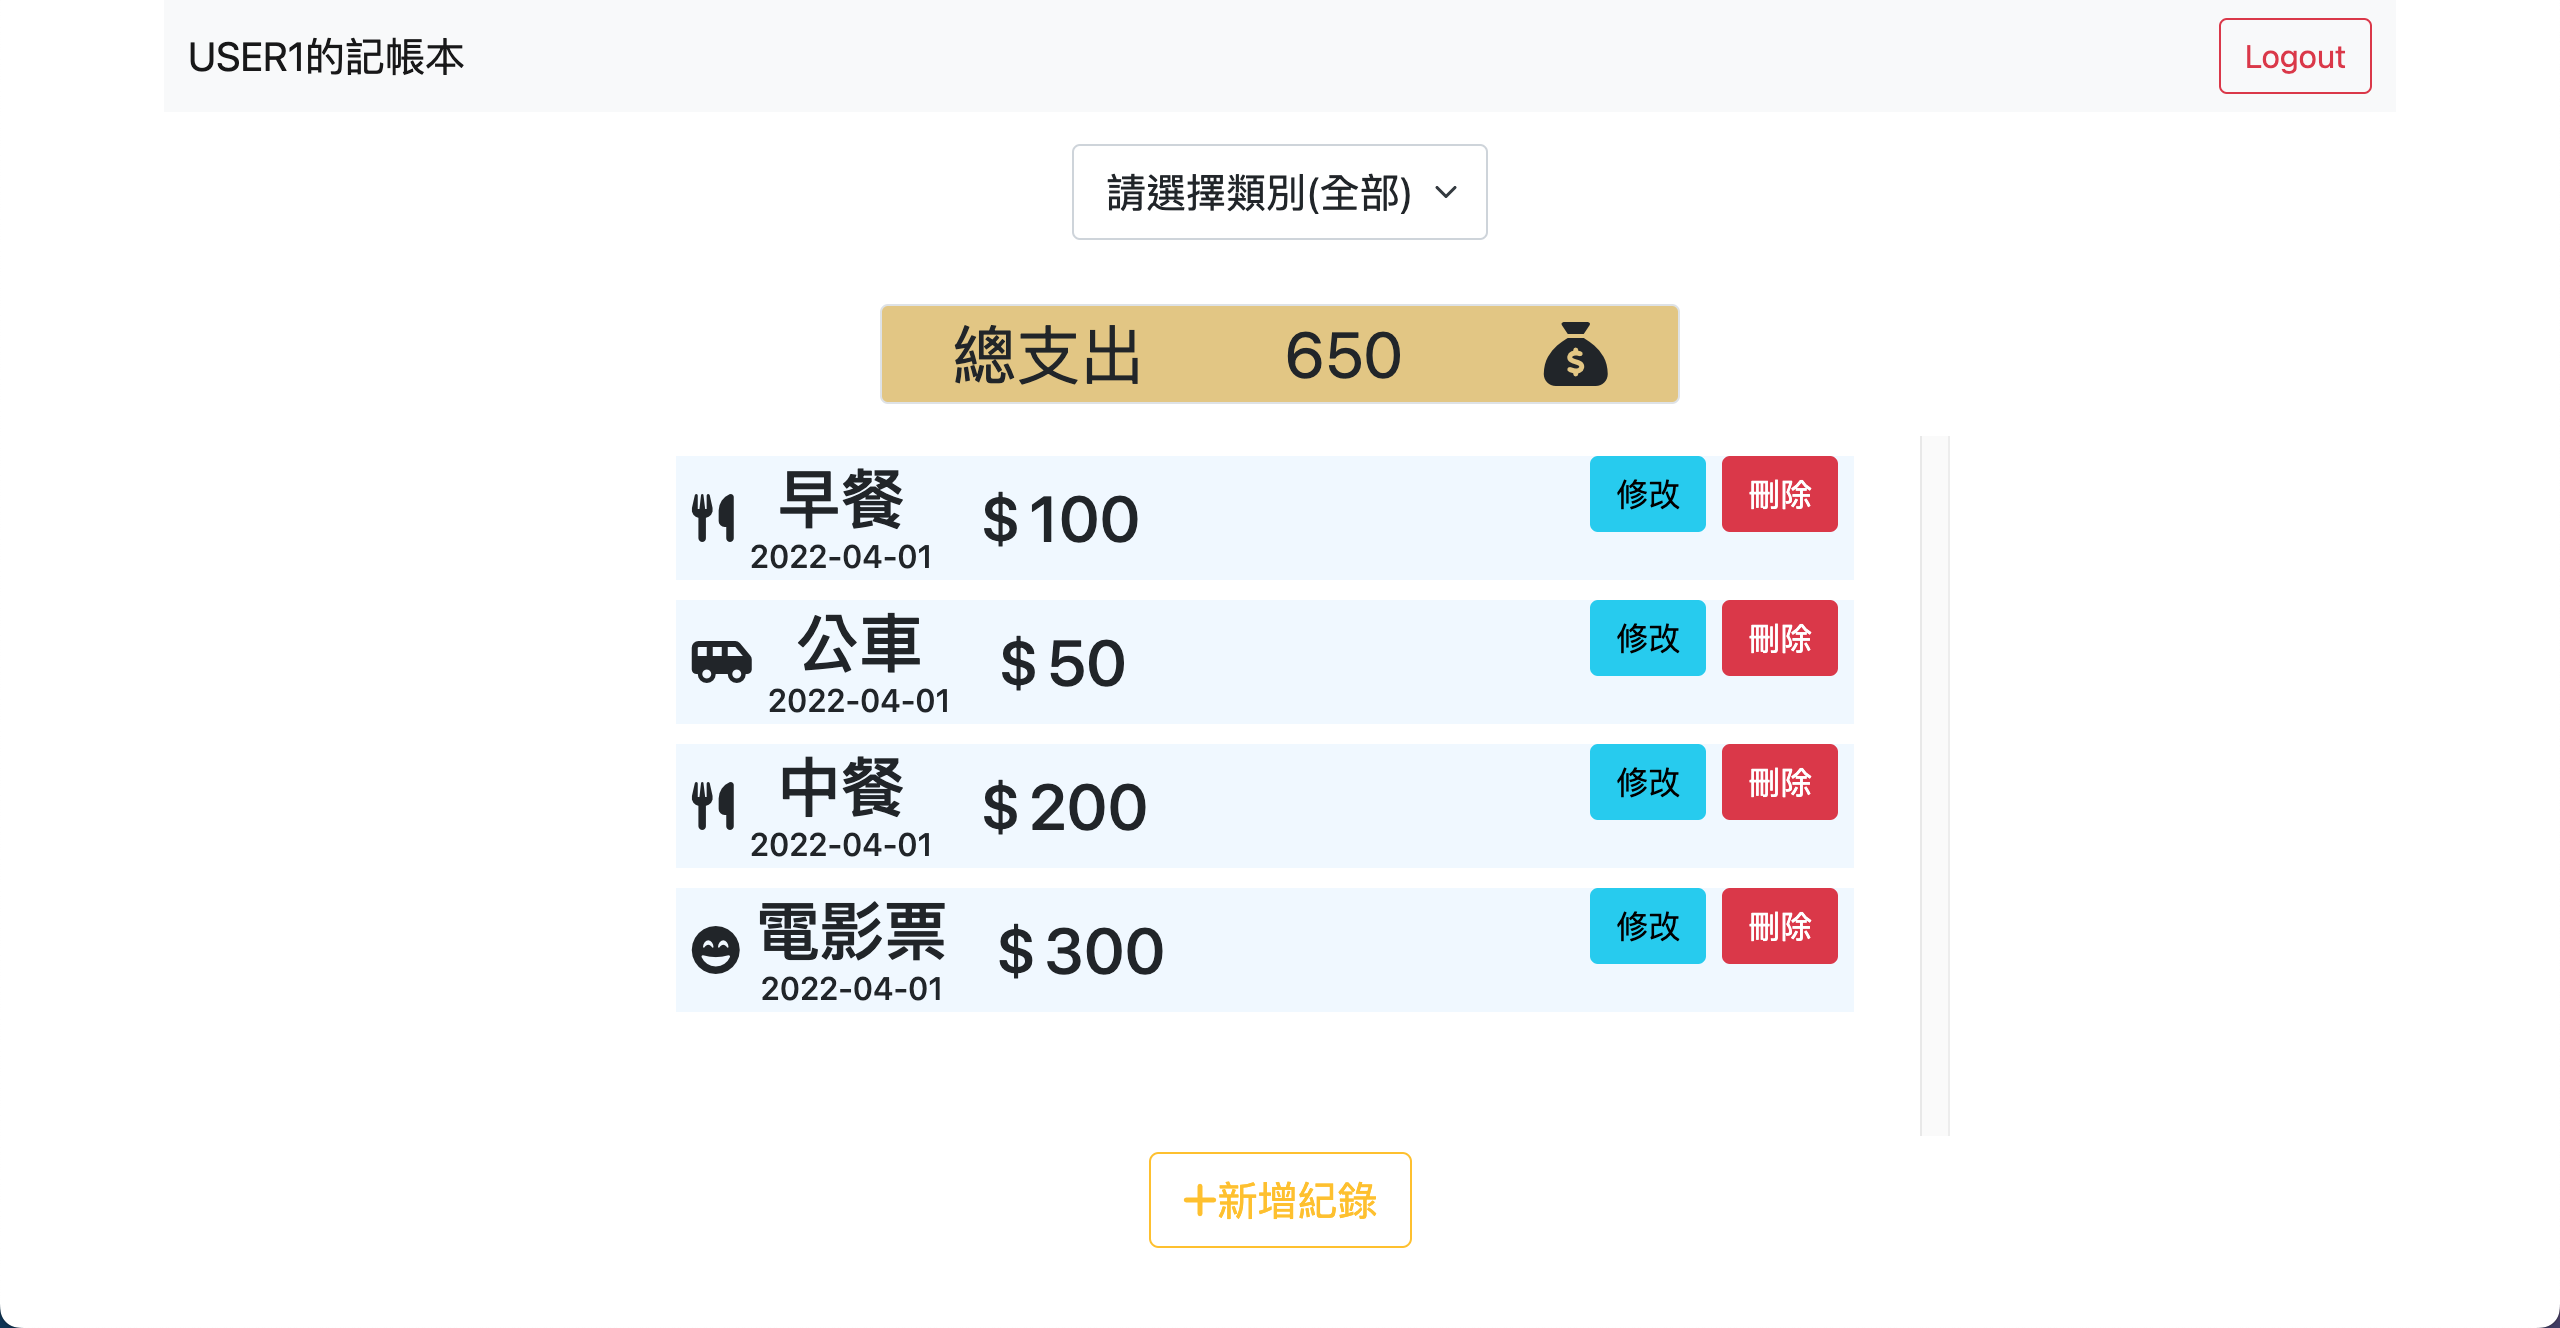 USER1的記帳本 Logout
請選擇類別(全部)
總支出 650 $
早餐 $100 修改 刪除
2022-04-01
公車 $50 修改 刪除
2022-04-01
中餐 $200 修改 刪除
2022-04-01
電影票 $300 修改 刪除
2022-04-01
+新增紀錄